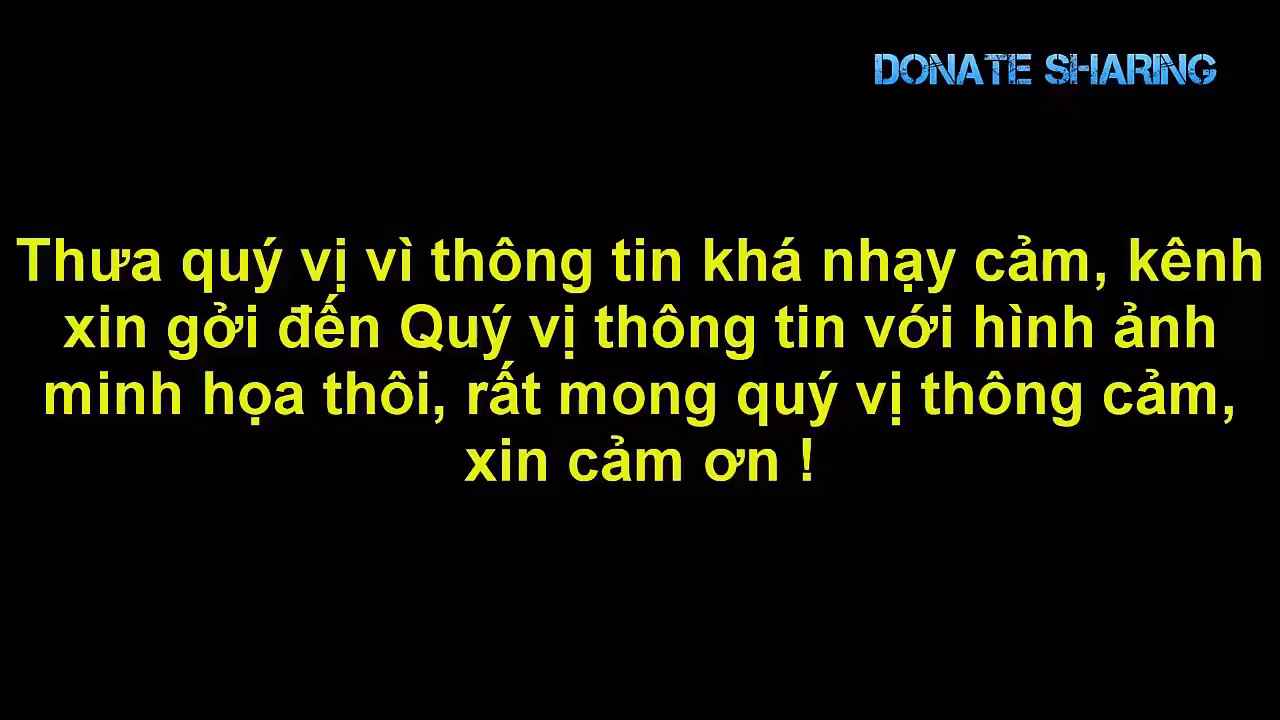 DONATE SHARING
Thưa quý vị vì thông tin khá nhạy cảm, kênh
xin gởi đến Quý vị thông tin với hình ảnh
minh họa thôi, rất mong quý vị thông cảm,
xin cảm ơn !